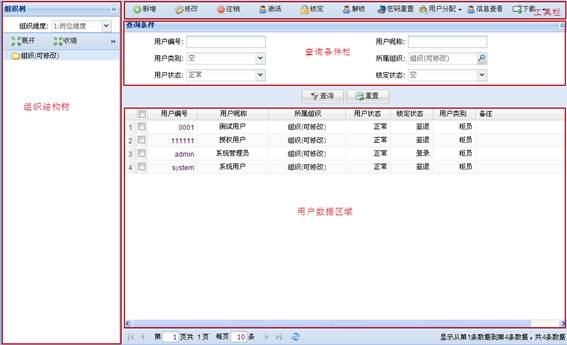 组织树
组织维度: 1:岗位维度
展开 收缩
组织(可修改)
组织结构树
新增 修改 注销 激活 锁定 解锁 密码重置 用户分配 信息查看 下载
工具栏
查询条件
用户编号: 用户昵称:
用户类别: 空 所属组织: 组织(可修改)
用户状态: 正常 锁定状态: 空
查询条件栏
查询 重置
用户编号 用户昵称 所属组织 用户状态 锁定状态 用户类别 备注
1 0001 测试用户 组织(可修改) 正常 签退 柜员
2 111111 授权用户 组织(可修改) 正常 签退 柜员
3 admin 系统管理员 组织(可修改) 正常 登录 柜员
4 system 系统用户 组织(可修改) 正常 签退 柜员
用户数据区域
第 1 页共 1 页 每页 10 条 显示从第1条数据到第4条数据，共4条数据